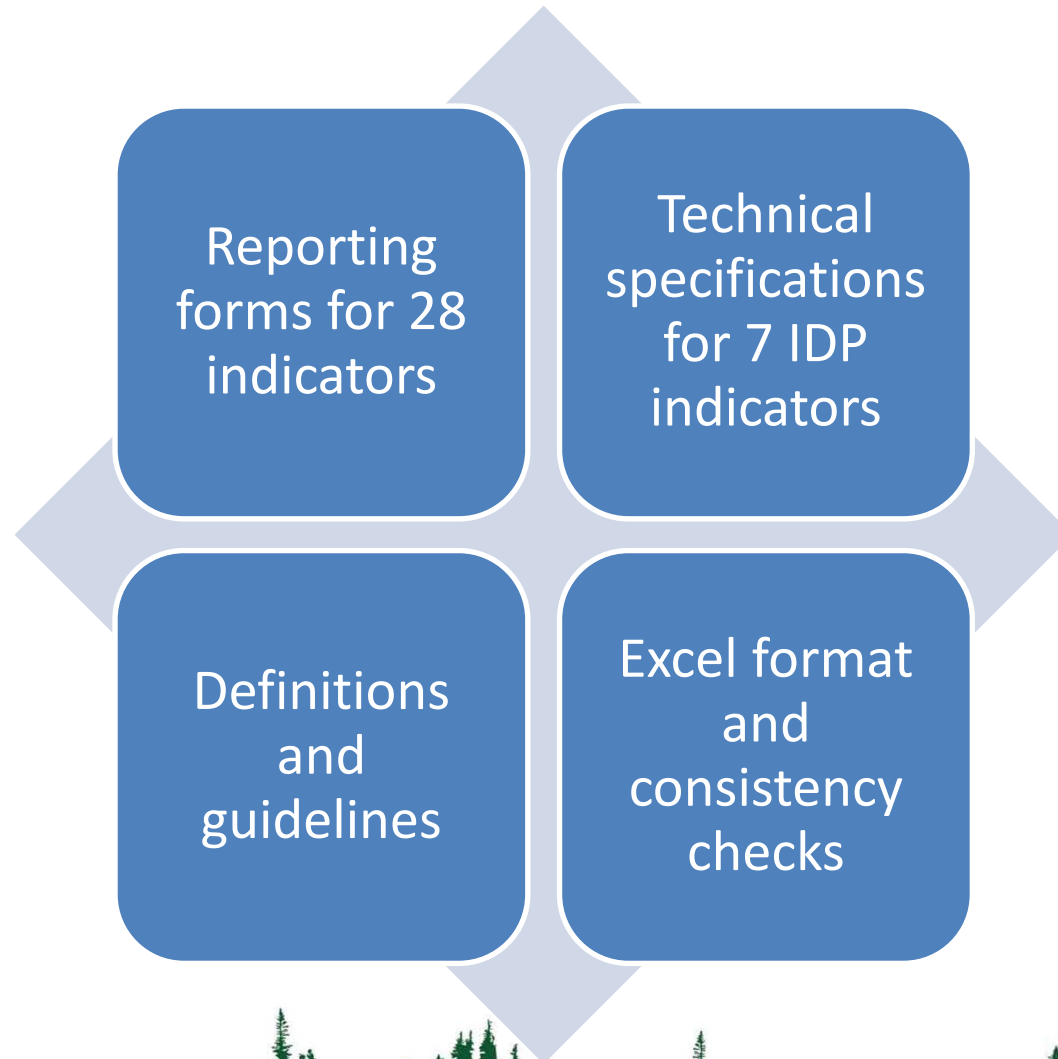 Reporting
forms for 28
indicators
Technical
specifications
for 7 IDP
indicators
Definitions
and
guidelines
Excel format
and
consistency
checks